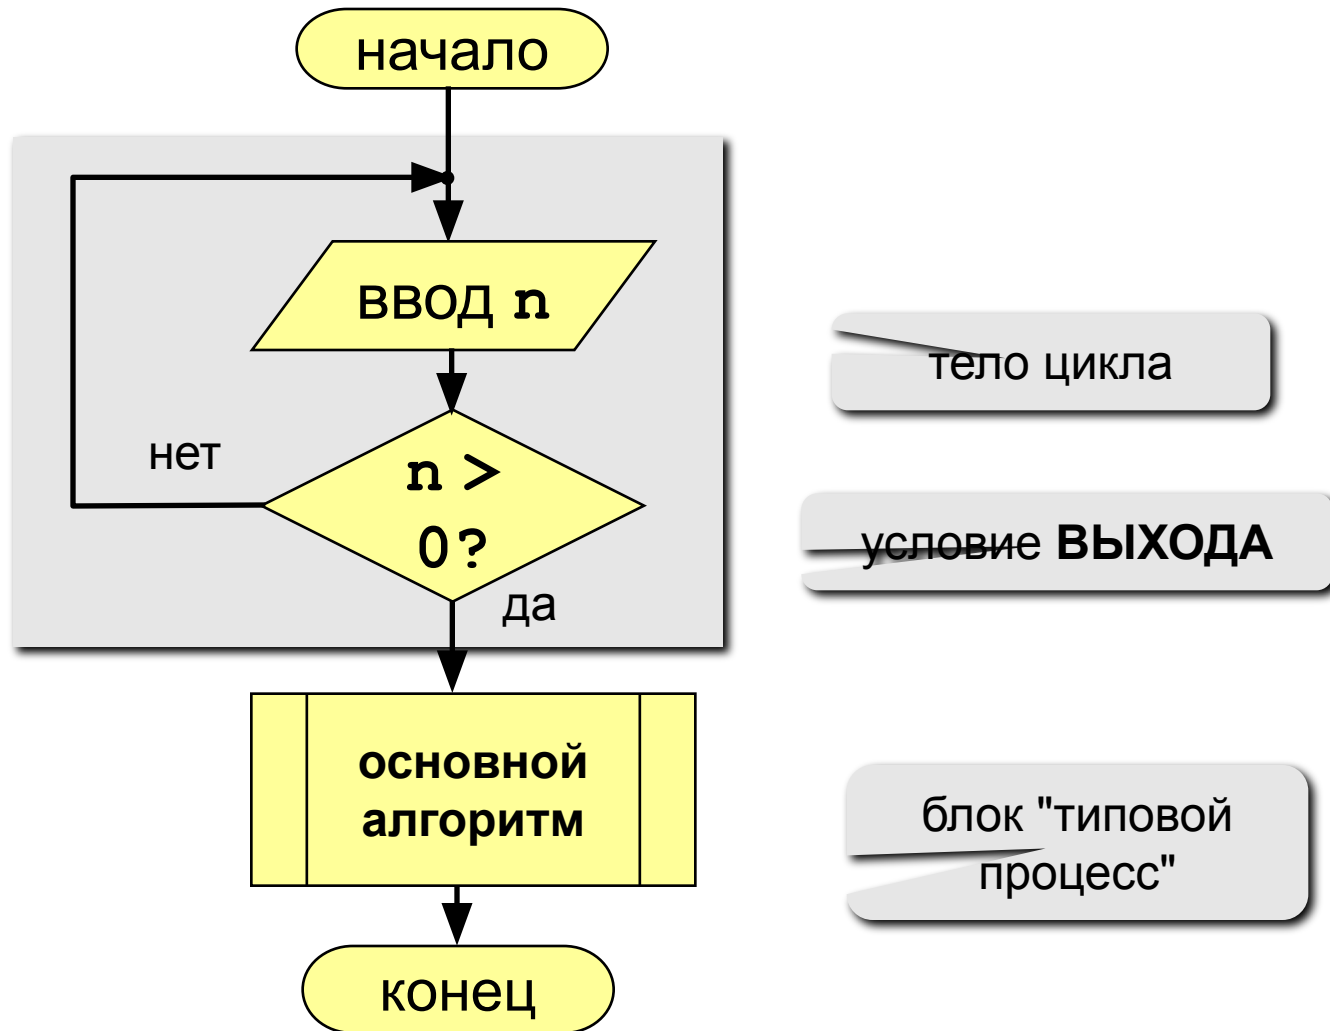 начало
ввод n
тело цикла
нет
n >
0?
условие ВЫХОДА
да
основной
алгоритм
блок "типовой
процесс"
конец